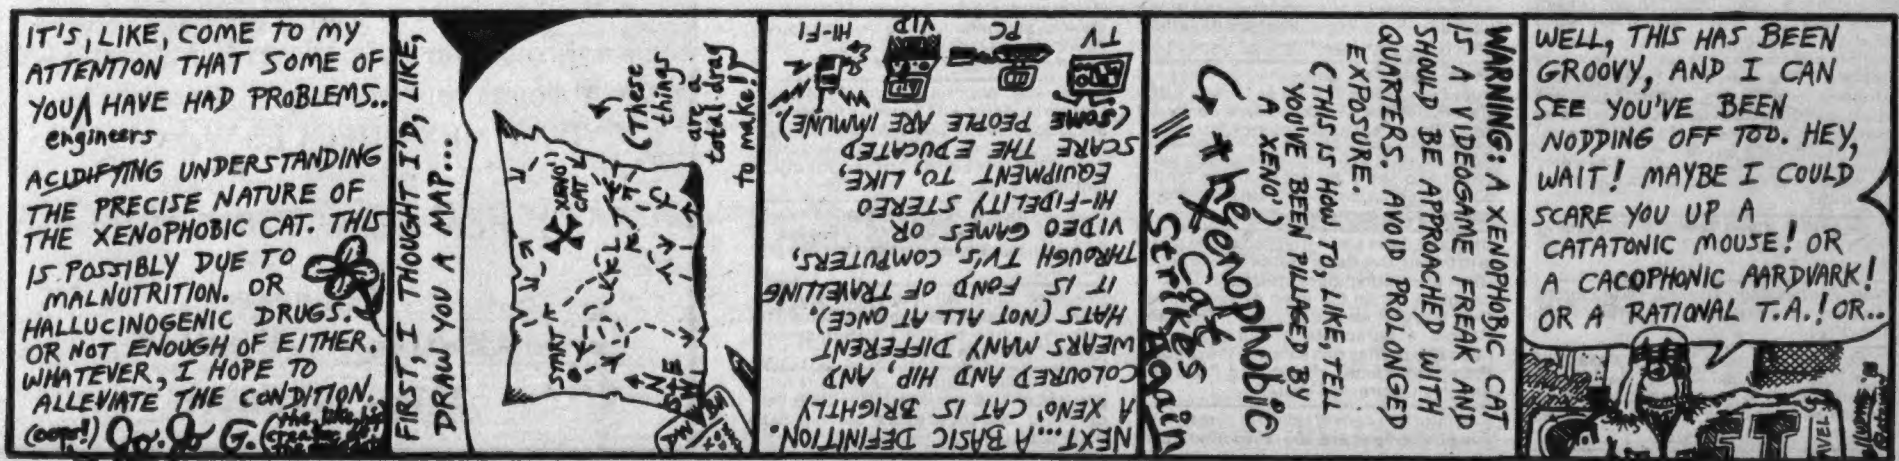 IT'S, LIKE, COME TO MY
ATTENTION THAT SOME OF
YOU HAVE HAD PROBLEMS..
engineers
ACIDIFYING UNDERSTANDING
THE PRECISE NATURE OF
THE XENOPHOBIC CAT. THIS
IS POSSIBLY DUE TO
MALNUTRITION. OR
HALLUCINOGENIC DRUGS.
OR NOT ENOUGH OF EITHER.
WHATEVER, I HOPE TO
ALLEVIATE THE CONDITION.
(oop!)
FIRST, I THOUGHT I'D, LIKE,
DRAW YOU A MAP...
(These
things
are a
total drag
to make!)
XENO'
CAT
START IT
N
E
W
NEXT... A BASIC DEFINITION.
A XENO' CAT IS BRIGHTLY
COLOURED AND HIP, AND
WEARS MANY DIFFERENT
HATS (NOT ALL AT ONCE).
IT IS FOND OF TRAVELLING
THROUGH TV'S, COMPUTERS,
VIDEO GAMES OR
HI-FIDELITY STEREO
EQUIPMENT TO, LIKE,
SCARE THE EDUCATED
(SOME PEOPLE ARE IMMUNE).
TV
PC
VID
HI-FI
WARNING: A XENOPHOBIC CAT
IS A VIDEOGAME FREAK AND
SHOULD BE APPROACHED WITH
QUARTERS. AVOID PROLONGED
EXPOSURE.
(THIS IS HOW TO, LIKE, TELL
YOU'VE BEEN PILLAGED BY
A XENO')
* the Xenophobic
Cat
Strikes
Again
WELL, THIS HAS BEEN
GROOVY, AND I CAN
SEE YOU'VE BEEN
NODDING OFF TOO. HEY,
WAIT! MAYBE I COULD
SCARE YOU UP A
CATATONIC MOUSE! OR
A CACOPHONIC AARDVARK!
OR A RATIONAL T.A.! OR..